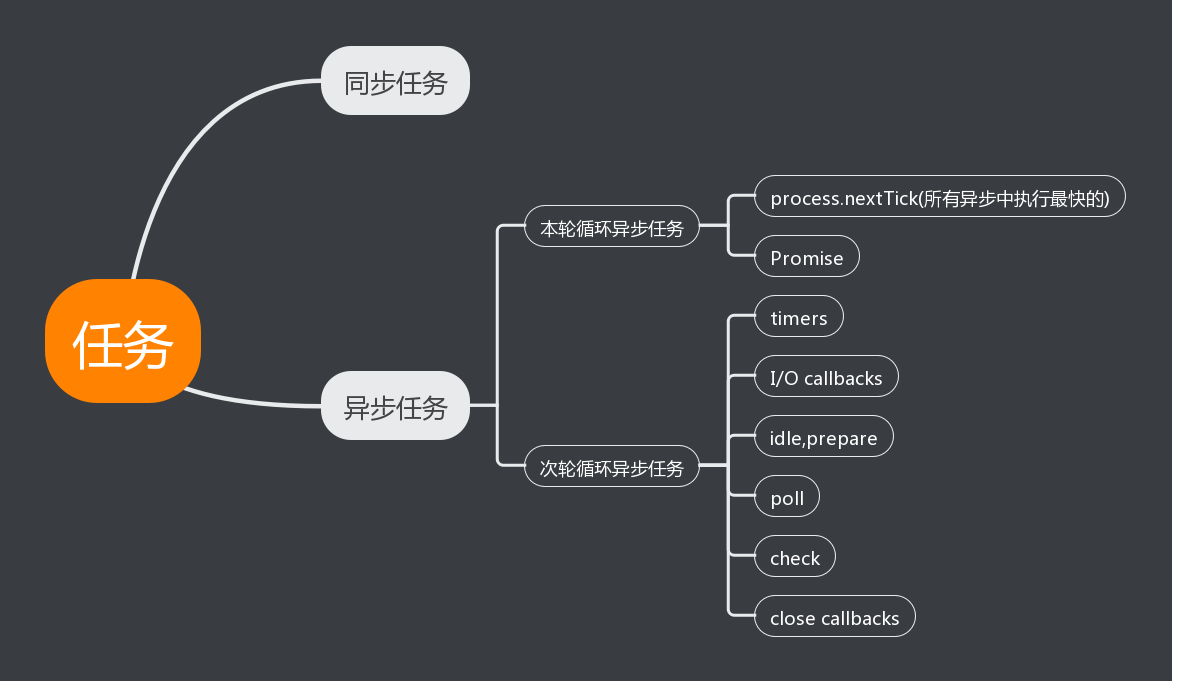 任务
同步任务
异步任务
本轮循环异步任务
process.nextTick(所有异步中执行最快的)
Promise
次轮循环异步任务
timers
I/O callbacks
idle,prepare
poll
check
close callbacks